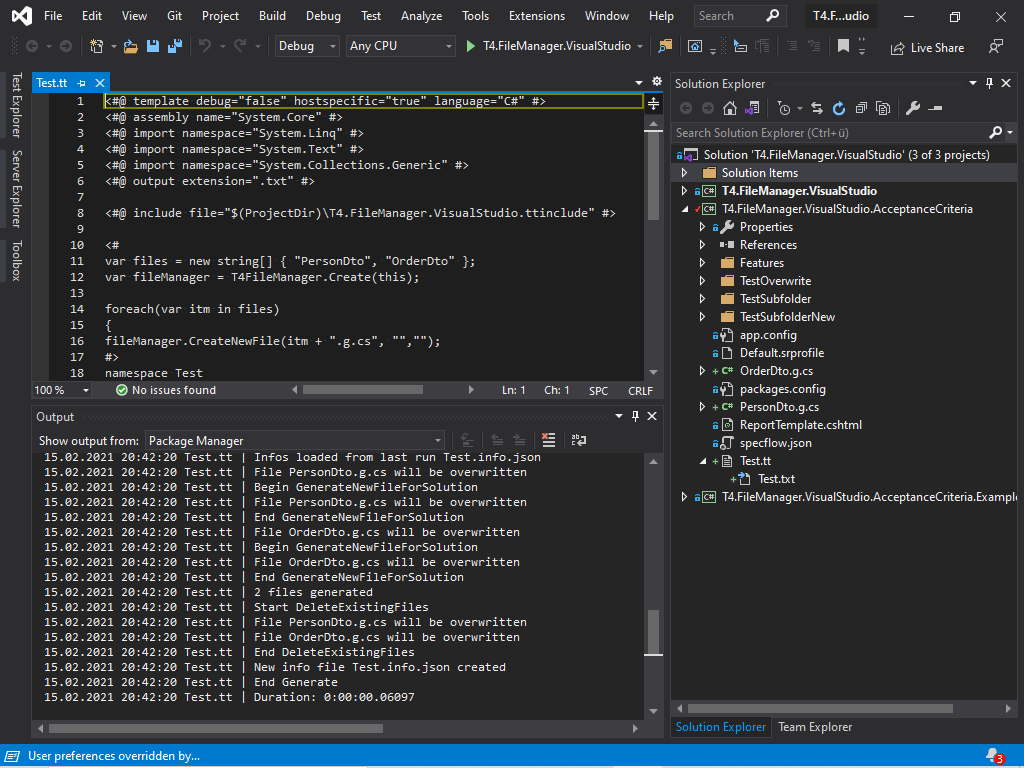 File Edit View Git Project Build Debug Test Analyze Tools Extensions Window Help Search T4.F...udio
Debug Any CPU T4.FileManager.VisualStudio Live Share
Test Explorer
Server Explorer
Toolbox
Test.tt
1 <#@ template debug="false" hostspecific="true" language="C#" #>
2 <#@ assembly name="System.Core" #>
3 <#@ import namespace="System.Linq" #>
4 <#@ import namespace="System.Text" #>
5 <#@ import namespace="System.Collections.Generic" #>
6 <#@ output extension=".txt" #>
7
8 <#@ include file="$(ProjectDir)\T4.FileManager.VisualStudio.ttinclude" #>
9
10 <#
11 var files = new string[] { "PersonDto", "OrderDto" };
12 var fileManager = T4FileManager.Create(this);
13
14 foreach(var itm in files)
15 {
16 fileManager.CreateNewFile(itm + ".g.cs", "","");
17 #>
18 namespace Test
100 % No issues found Ln: 1 Ch: 1 SPC CRLF
Output
Show output from: Package Manager
15.02.2021 20:42:20 Test.tt | Infos loaded from last run Test.info.json
15.02.2021 20:42:20 Test.tt | File PersonDto.g.cs will be overwritten
15.02.2021 20:42:20 Test.tt | Begin GenerateNewFileForSolution
15.02.2021 20:42:20 Test.tt | File PersonDto.g.cs will be overwritten
15.02.2021 20:42:20 Test.tt | End GenerateNewFileForSolution
15.02.2021 20:42:20 Test.tt | File OrderDto.g.cs will be overwritten
15.02.2021 20:42:20 Test.tt | Begin GenerateNewFileForSolution
15.02.2021 20:42:20 Test.tt | File OrderDto.g.cs will be overwritten
15.02.2021 20:42:20 Test.tt | End GenerateNewFileForSolution
15.02.2021 20:42:20 Test.tt | 2 files generated
15.02.2021 20:42:20 Test.tt | Start DeleteExistingFiles
15.02.2021 20:42:20 Test.tt | File PersonDto.g.cs will be overwritten
15.02.2021 20:42:20 Test.tt | File OrderDto.g.cs will be overwritten
15.02.2021 20:42:20 Test.tt | End DeleteExistingFiles
15.02.2021 20:42:20 Test.tt | New info file Test.info.json created
15.02.2021 20:42:20 Test.tt | End Generate
15.02.2021 20:42:20 Test.tt | Duration: 0:00:00.06097
Solution Explorer
Search Solution Explorer (Ctrl+ü)
Solution 'T4.FileManager.VisualStudio' (3 of 3 projects)
Solution Items
C# T4.FileManager.VisualStudio
C# T4.FileManager.VisualStudio.AcceptanceCriteria
Properties
References
Features
TestOverwrite
TestSubfolder
TestSubfolderNew
app.config
Default.srprofile
C# OrderDto.g.cs
packages.config
C# PersonDto.g.cs
ReportTemplate.cshtml
specflow.json
Test.tt
Test.txt
C# T4.FileManager.VisualStudio.AcceptanceCriteria.Example
Solution Explorer Team Explorer
User preferences overridden by... 3